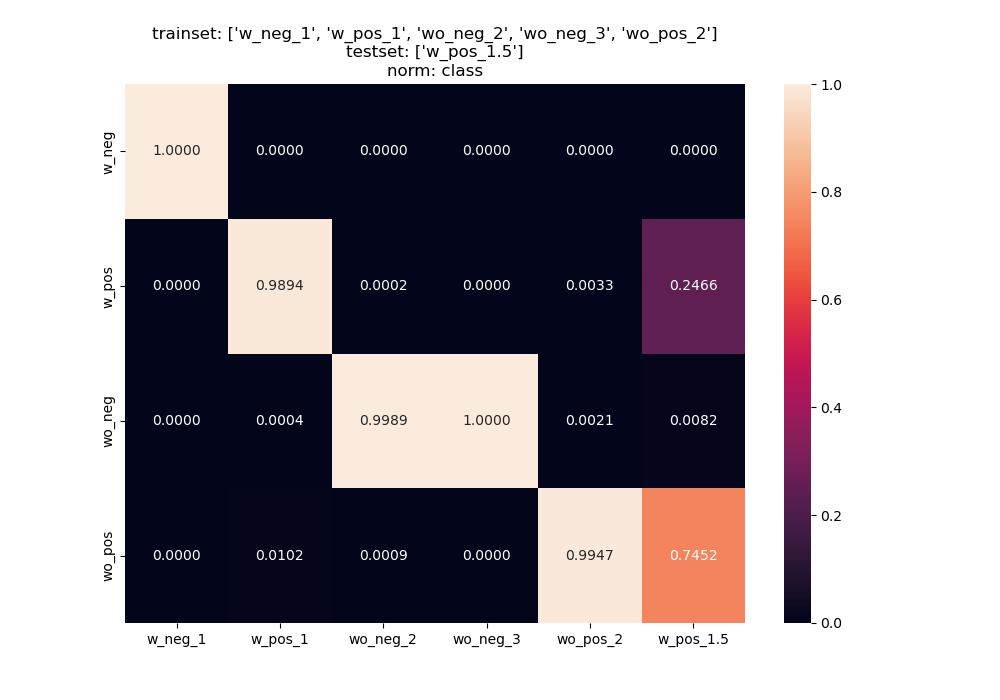 trainset: ['w_neg_1', 'w_pos_1', 'wo_neg_2', 'wo_neg_3', 'wo_pos_2']
testset: ['w_pos_1.5']
norm: class
w_neg
1.0000 0.0000 0.0000 0.0000 0.0000 0.0000
w_pos
0.0000 0.9894 0.0002 0.0000 0.0033 0.2466
wo_neg
0.0000 0.0004 0.9989 1.0000 0.0021 0.0082
wo_pos
0.0000 0.0102 0.0009 0.0000 0.9947 0.7452
w_neg_1 w_pos_1 wo_neg_2 wo_neg_3 wo_pos_2 w_pos_1.5
1.0
0.8
0.6
0.4
0.2
0.0